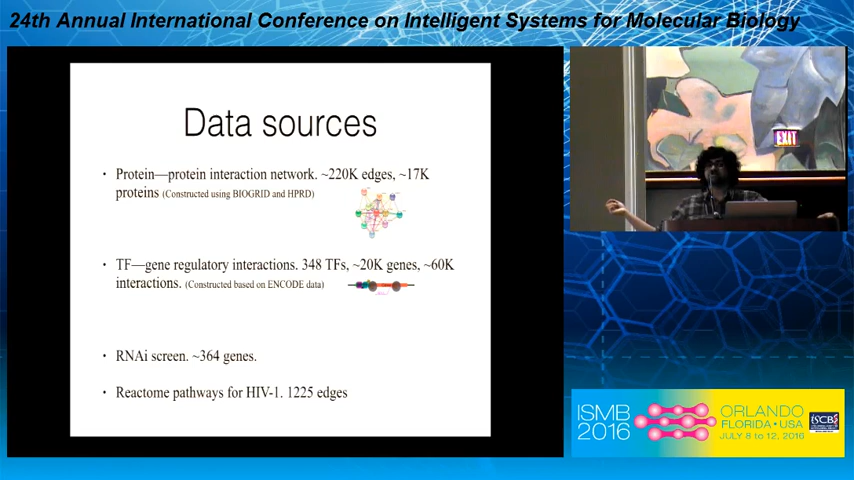 24th Annual International Conference on Intelligent Systems for Molecular Biology
Data sources
• Protein—protein interaction network. ~220K edges, ~17K
proteins (Constructed using BIOGRID and HPRD)
• TF—gene regulatory interactions. 348 TFs, ~20K genes, ~60K
interactions. (Constructed based on ENCODE data)
• RNAi screen. ~364 genes.
• Reactome pathways for HIV-1. 1225 edges
EXIT
ISMB
2016
ORLANDO
FLORIDA • USA
JULY 8 to 12, 2016
ISCB